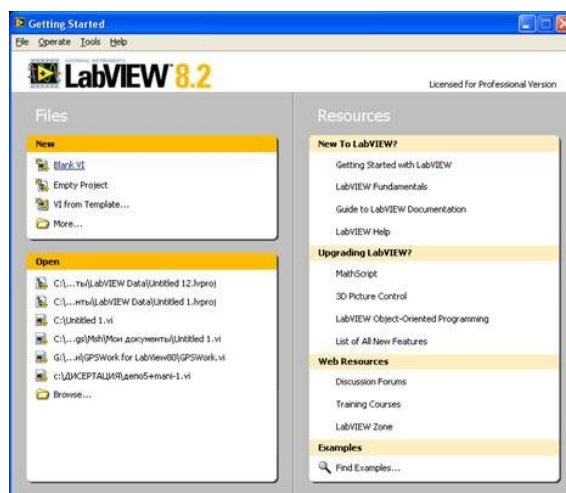 Getting Started
File Operate Tools Help
NATIONAL INSTRUMENTS
LabVIEW 8.2
Licensed for Professional Version
Files
New
Blank VI
Empty Project
VI from Template...
More...
Open
C:\...ты\LabVIEW Data\Untitled 12.lvproj
C:\...нты\LabVIEW Data\Untitled 1.lvproj
C:\Untitled 1.vi
C:\...gs\Msh\Мои документы\Untitled 1.vi
G:\...н\GPSWork for LabView80\GPSWork.vi
c:\ДИСЕРТАЦИЯ\депо5+mani-1.vi
Browse...
Resources
New To LabVIEW?
Getting Started with LabVIEW
LabVIEW Fundamentals
Guide to LabVIEW Documentation
LabVIEW Help
Upgrading LabVIEW?
MathScript
3D Picture Control
LabVIEW Object-Oriented Programming
List of All New Features
Web Resources
Discussion Forums
Training Courses
LabVIEW Zone
Examples
Find Examples...